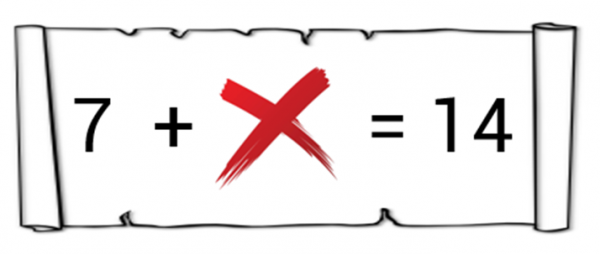 7 + X = 14